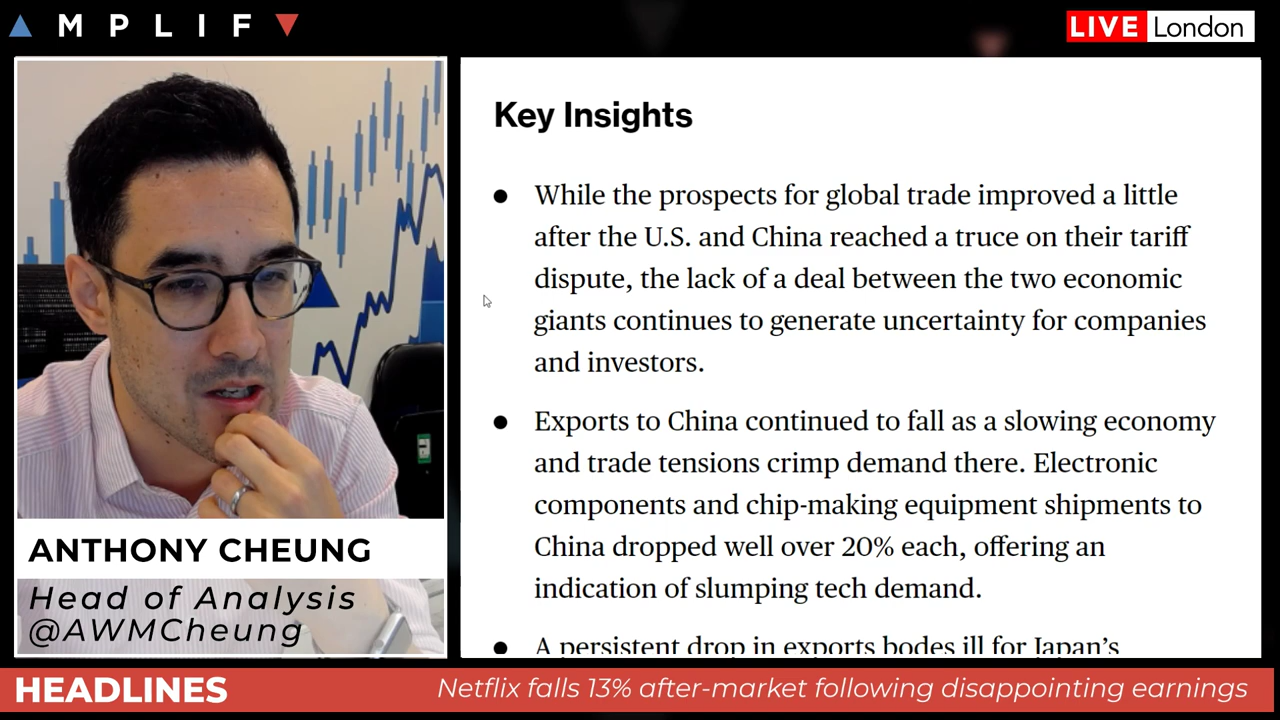 MPLIF
LIVE London
Key Insights
While the prospects for global trade improved a little
after the U.S. and China reached a truce on their tariff
dispute, the lack of a deal between the two economic
giants continues to generate uncertainty for companies
and investors.
Exports to China continued to fall as a slowing economy
and trade tensions crimp demand there. Electronic
components and chip-making equipment shipments to
China dropped well over 20% each, offering an
indication of slumping tech demand.
A persistent drop in exports bodes ill for Japan’s
ANTHONY CHEUNG
Head of Analysis
@AWMCheung
HEADLINES
Netflix falls 13% after-market following disappointing earnings